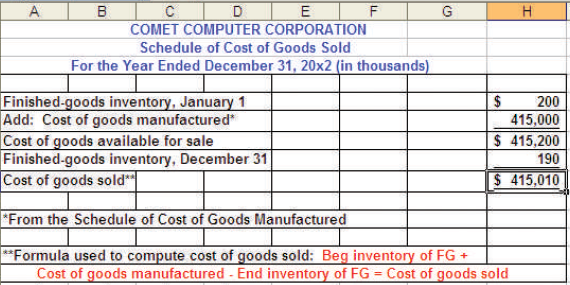 A B C D E F G H
COMET COMPUTER CORPORATION
Schedule of Cost of Goods Sold
For the Year Ended December 31, 20x2 (in thousands)
Finished-goods inventory, January 1 $ 200
Add: Cost of goods manufactured* 415,000
Cost of goods available for sale $ 415,200
Finished-goods inventory, December 31 190
Cost of goods sold** $ 415,010
*From the Schedule of Cost of Goods Manufactured
**Formula used to compute cost of goods sold: Beg inventory of FG +
Cost of goods manufactured - End inventory of FG = Cost of goods sold